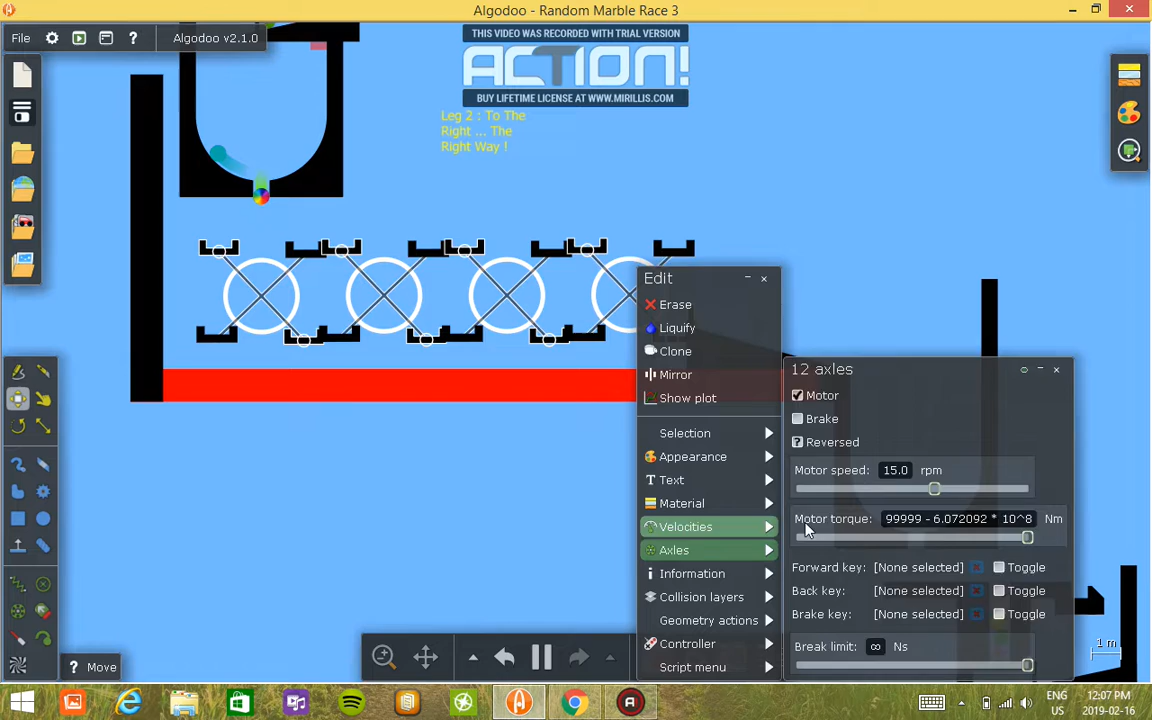 Algodoo - Random Marble Race 3
File
Algodoo v2.1.0
THIS VIDEO WAS RECORDED WITH TRIAL VERSION
ACTION!
BUY LIFETIME LICENSE AT WWW.MIRILLIS.COM
Leg 2 : To The
Right ... The
Right Way !
Edit
Erase
Liquify
Clone
Mirror
Show plot
Selection
Appearance
Text
Material
Velocities
Axles
Information
Collision layers
Geometry actions
Controller
Script menu
12 axles
Motor
Brake
Reversed
Motor speed: 15.0 rpm
Motor torque: 99999 - 6.072092 * 10^8 Nm
Forward key: [None selected] Toggle
Back key: [None selected] Toggle
Brake key: [None selected] Toggle
Break limit: ∞ Ns
1 m
? Move
ENG
US
12:07 PM
2019-02-16